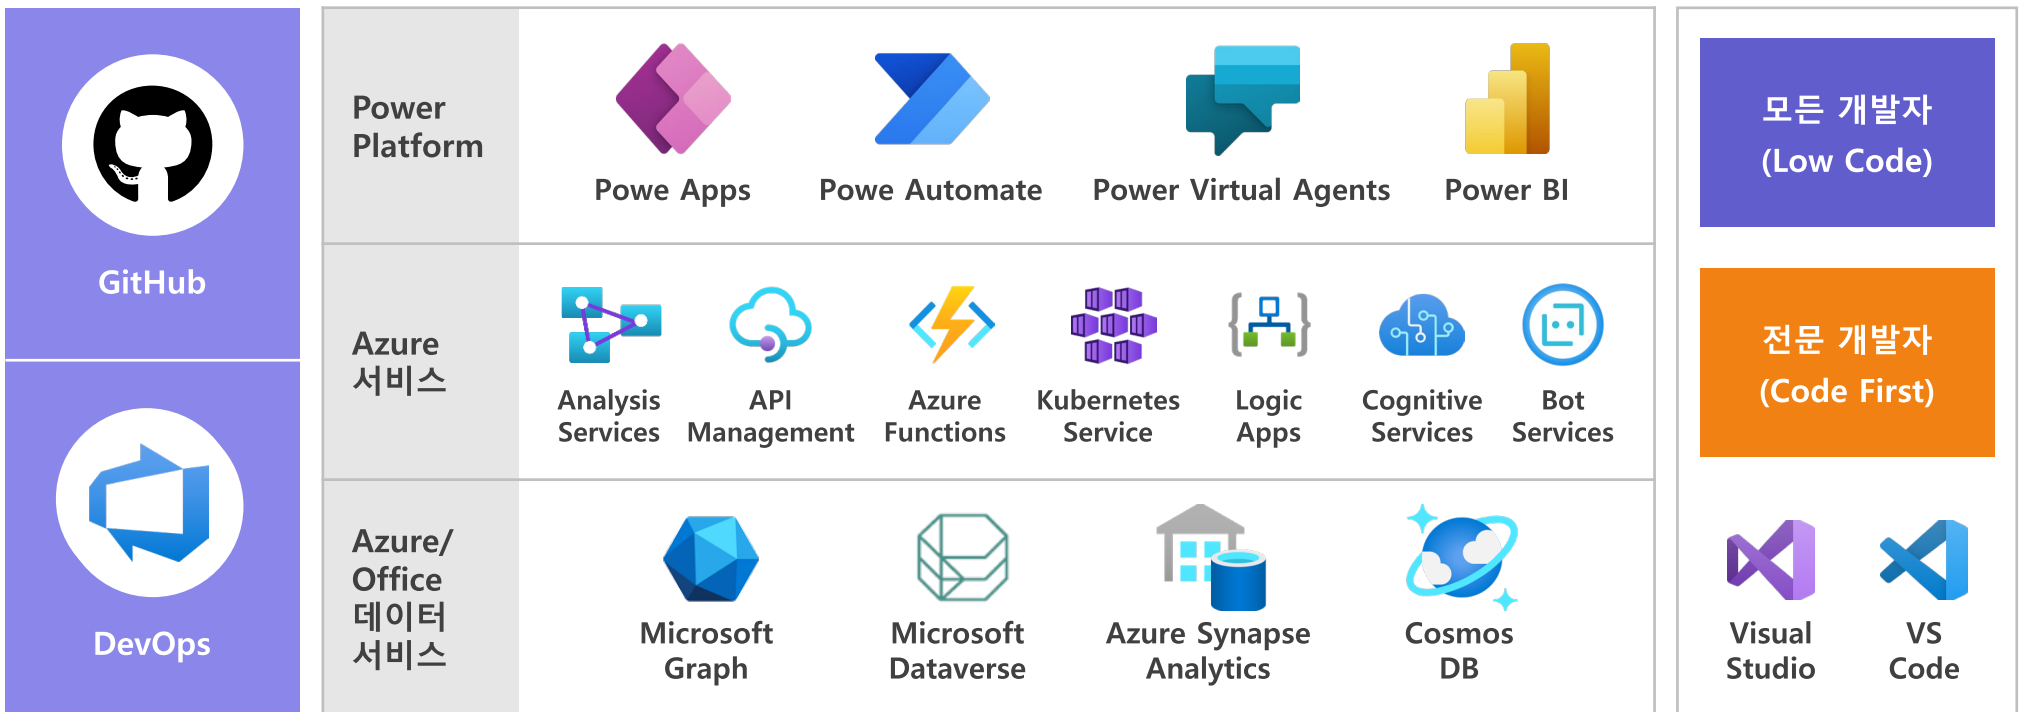 GitHub
DevOps
Power
Platform
Powe Apps
Powe Automate
Power Virtual Agents
Power BI
Azure
서비스
Analysis
Services
API
Management
Azure
Functions
Kubernetes
Service
Logic
Apps
Cognitive
Services
Bot
Services
Azure/
Office
데이터
서비스
Microsoft
Graph
Microsoft
Dataverse
Azure Synapse
Analytics
Cosmos
DB
모든 개발자
(Low Code)
전문 개발자
(Code First)
Visual
Studio
VS
Code